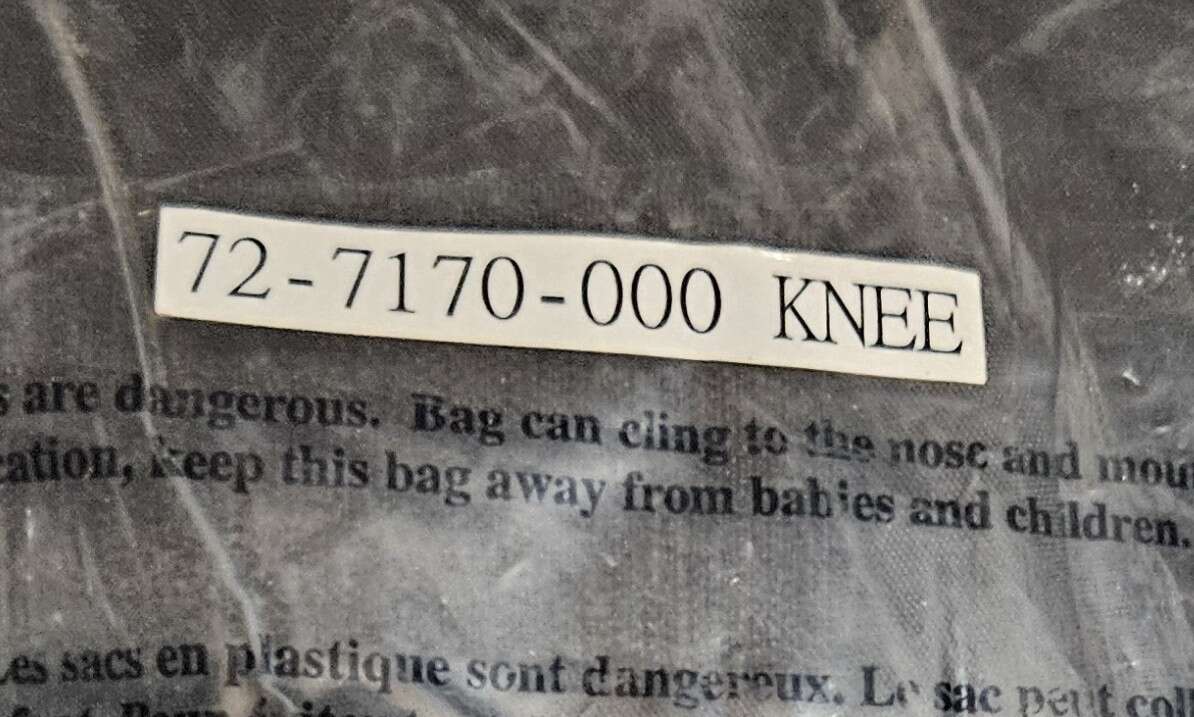 72-7170-000 KNEE
are dangerous. Bag can cling to the nose and
keep this bag away from babies and children.
Les sacs en plastique sont dangereux. Le sac peut